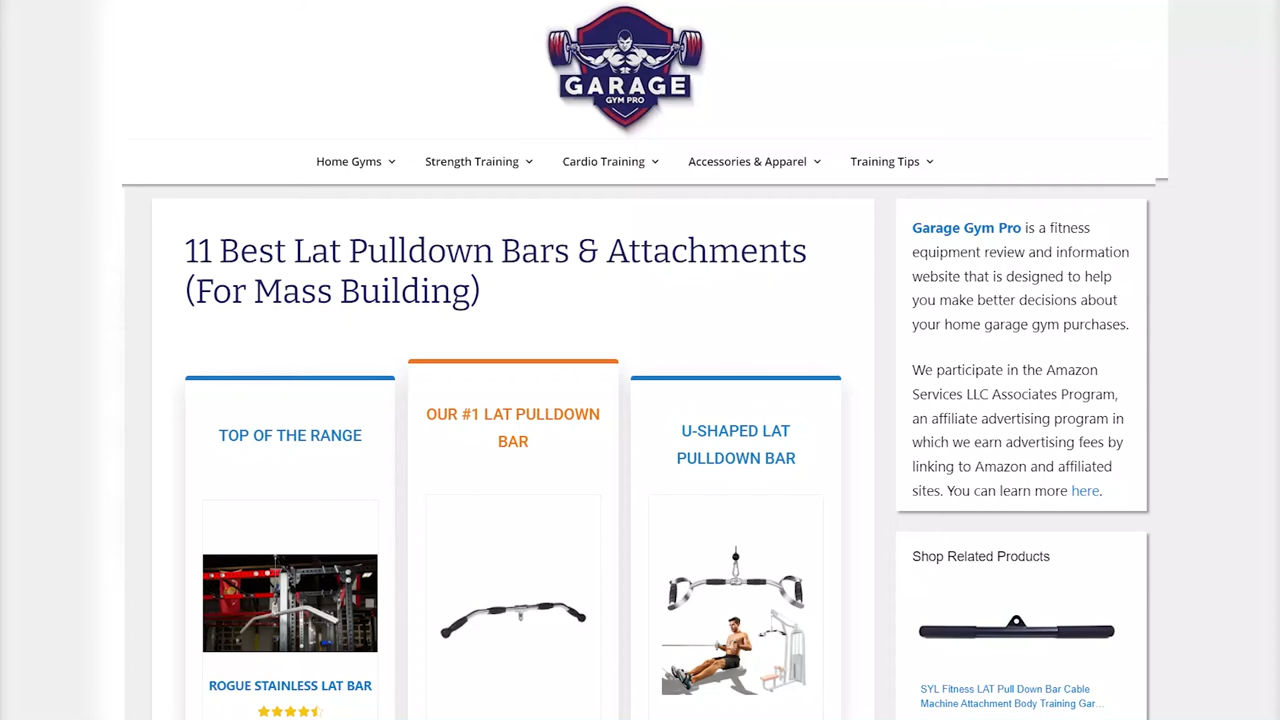 GARAGE
GYM PRO
Home Gyms
Strength Training
Cardio Training
Accessories & Apparel
Training Tips
11 Best Lat Pulldown Bars & Attachments
(For Mass Building)
TOP OF THE RANGE
ROGUE STAINLESS LAT BAR
OUR #1 LAT PULLDOWN
BAR
U-SHAPED LAT
PULLDOWN BAR
Garage Gym Pro is a fitness
equipment review and information
website that is designed to help
you make better decisions about
your home garage gym purchases.
We participate in the Amazon
Services LLC Associates Program,
an affiliate advertising program in
which we earn advertising fees by
linking to Amazon and affiliated
sites. You can learn more here.
Shop Related Products
SYL Fitness LAT Pull Down Bar Cable
Machine Attachment Body Training Gar...